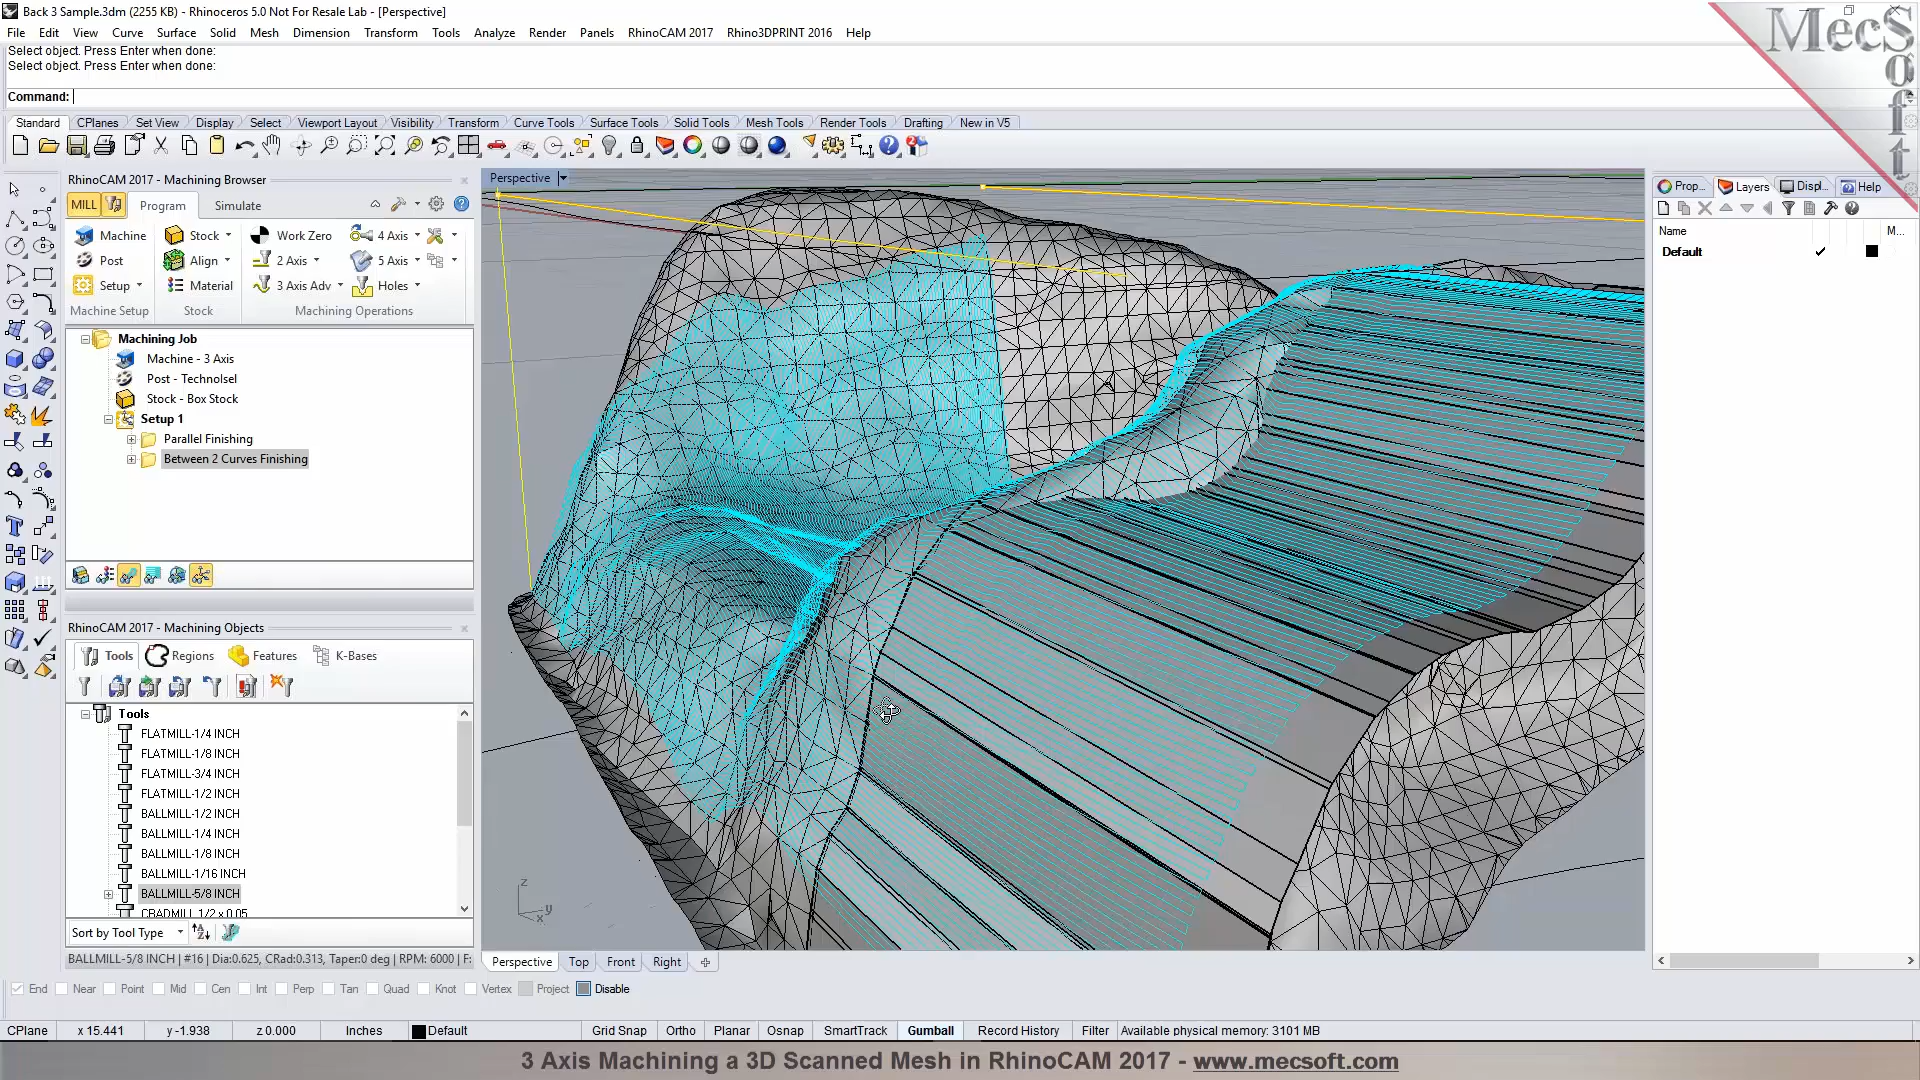 Back 3 Sample.3dm (2255 KB) - Rhinoceros 5.0 Not For Resale Lab - [Perspective]
File Edit View Curve Surface Solid Mesh Dimension Transform Tools Analyze Render Panels RhinoCAM 2017 Rhino3DPRINT 2016 Help
MecSoft
Select object. Press Enter when done:
Select object. Press Enter when done:
Command:
Standard CPlanes Set View Display Select Viewport Layout Visibility Transform Curve Tools Surface Tools Solid Tools Mesh Tools Render Tools Drafting New in V5
RhinoCAM 2017 - Machining Browser
MILL Program Simulate
Machine Stock Work Zero 4 Axis
Post Align 2 Axis 5 Axis
Setup Material 3 Axis Adv Holes
Machine Setup Stock Machining Operations
Machining Job
Machine - 3 Axis
Post - Technolsel
Stock - Box Stock
Setup 1
Parallel Finishing
Between 2 Curves Finishing
RhinoCAM 2017 - Machining Objects
Tools Regions Features K-Bases
Tools
FLATMILL-1/4 INCH
FLATMILL-1/8 INCH
FLATMILL-3/4 INCH
FLATMILL-1/2 INCH
BALLMILL-1/2 INCH
BALLMILL-1/4 INCH
BALLMILL-1/8 INCH
BALLMILL-1/16 INCH
BALLMILL-5/8 INCH
CRADMILL 1/2 x 0.05
Sort by Tool Type
BALLMILL-5/8 INCH | #16 | Dia:0.625, CRad:0.313, Taper:0 deg | RPM: 6000 | F:
Perspective
z
y
x
Perspective Top Front Right
Prop... Layers Displ... Help
Name M...
Default
End Near Point Mid Cen Int Perp Tan Quad Knot Vertex Project Disable
CPlane x 15.441 y -1.938 z 0.000 Inches Default Grid Snap Ortho Planar Osnap SmartTrack Gumball Record History Filter Available physical memory: 3101 MB
3 Axis Machining a 3D Scanned Mesh in RhinoCAM 2017 - www.mecsoft.com